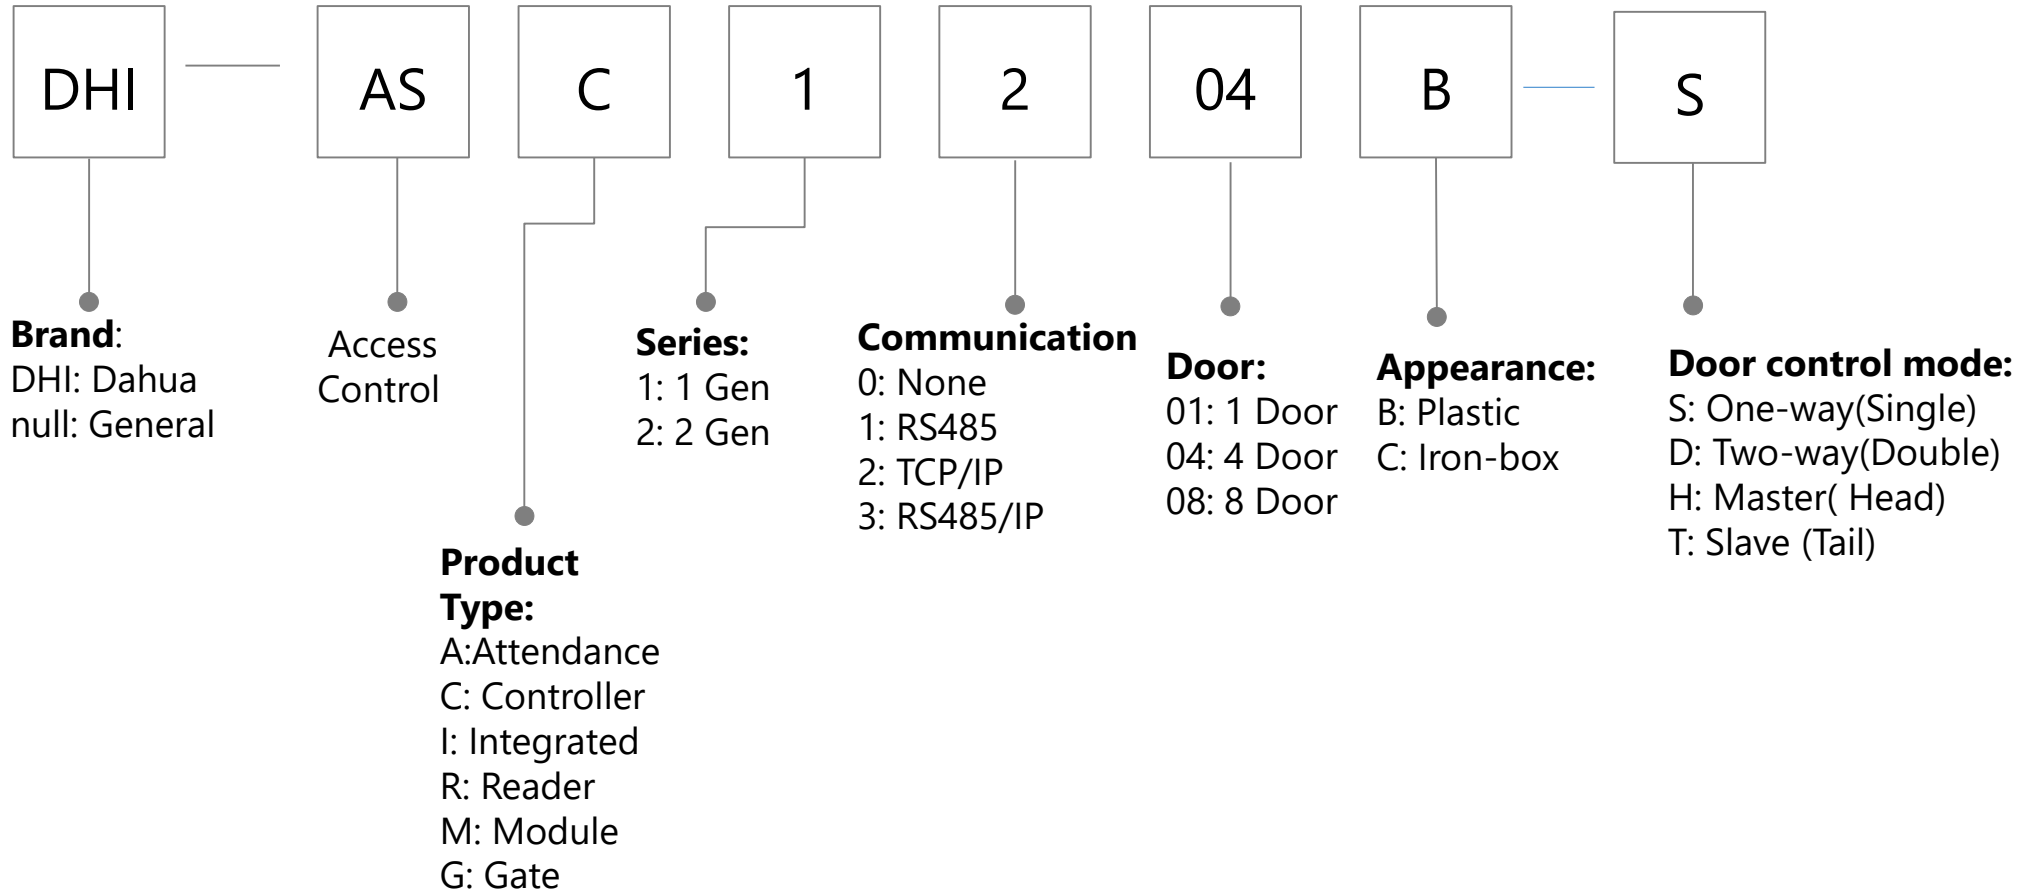 DHI
AS
C
1
2
04
B
S
Brand:
DHI: Dahua
null: General
Access
Control
Product
Type:
A:Attendance
C: Controller
I: Integrated
R: Reader
M: Module
G: Gate
Series:
1: 1 Gen
2: 2 Gen
Communication
0: None
1: RS485
2: TCP/IP
3: RS485/IP
Door:
01: 1 Door
04: 4 Door
08: 8 Door
Appearance:
B: Plastic
C: Iron-box
Door control mode:
S: One-way(Single)
D: Two-way(Double)
H: Master( Head)
T: Slave (Tail)